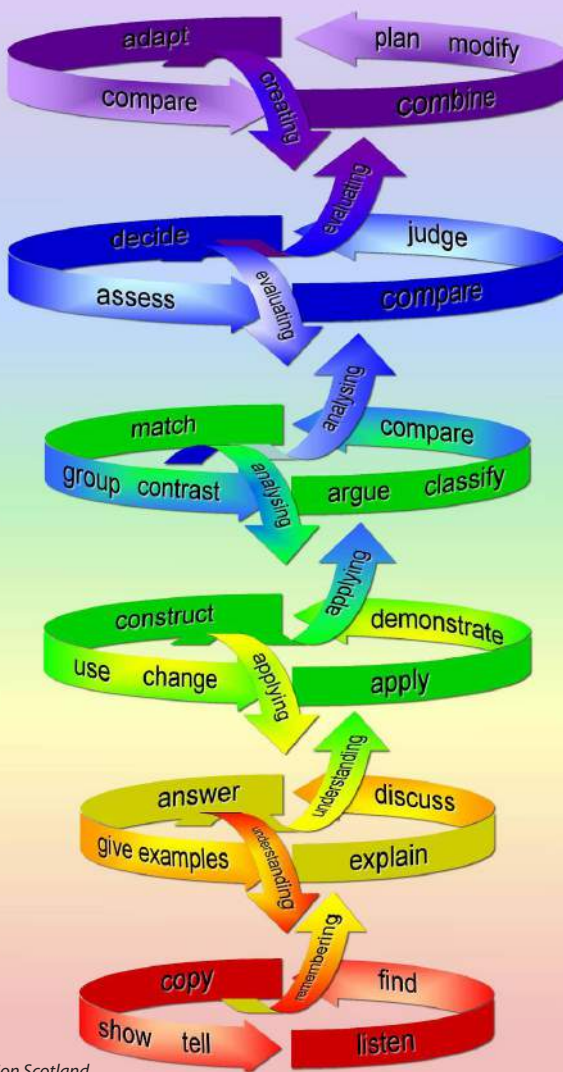 adapt
plan modify
creating
compare
combine
evaluating
decide
judge
evaluating
assess
compare
analysing
match
compare
analysing
group contrast
argue classify
applying
construct
demonstrate
applying
use change
apply
understanding
answer
discuss
understanding
give examples
explain
remembering
copy
find
show tell
listen
on Scotland